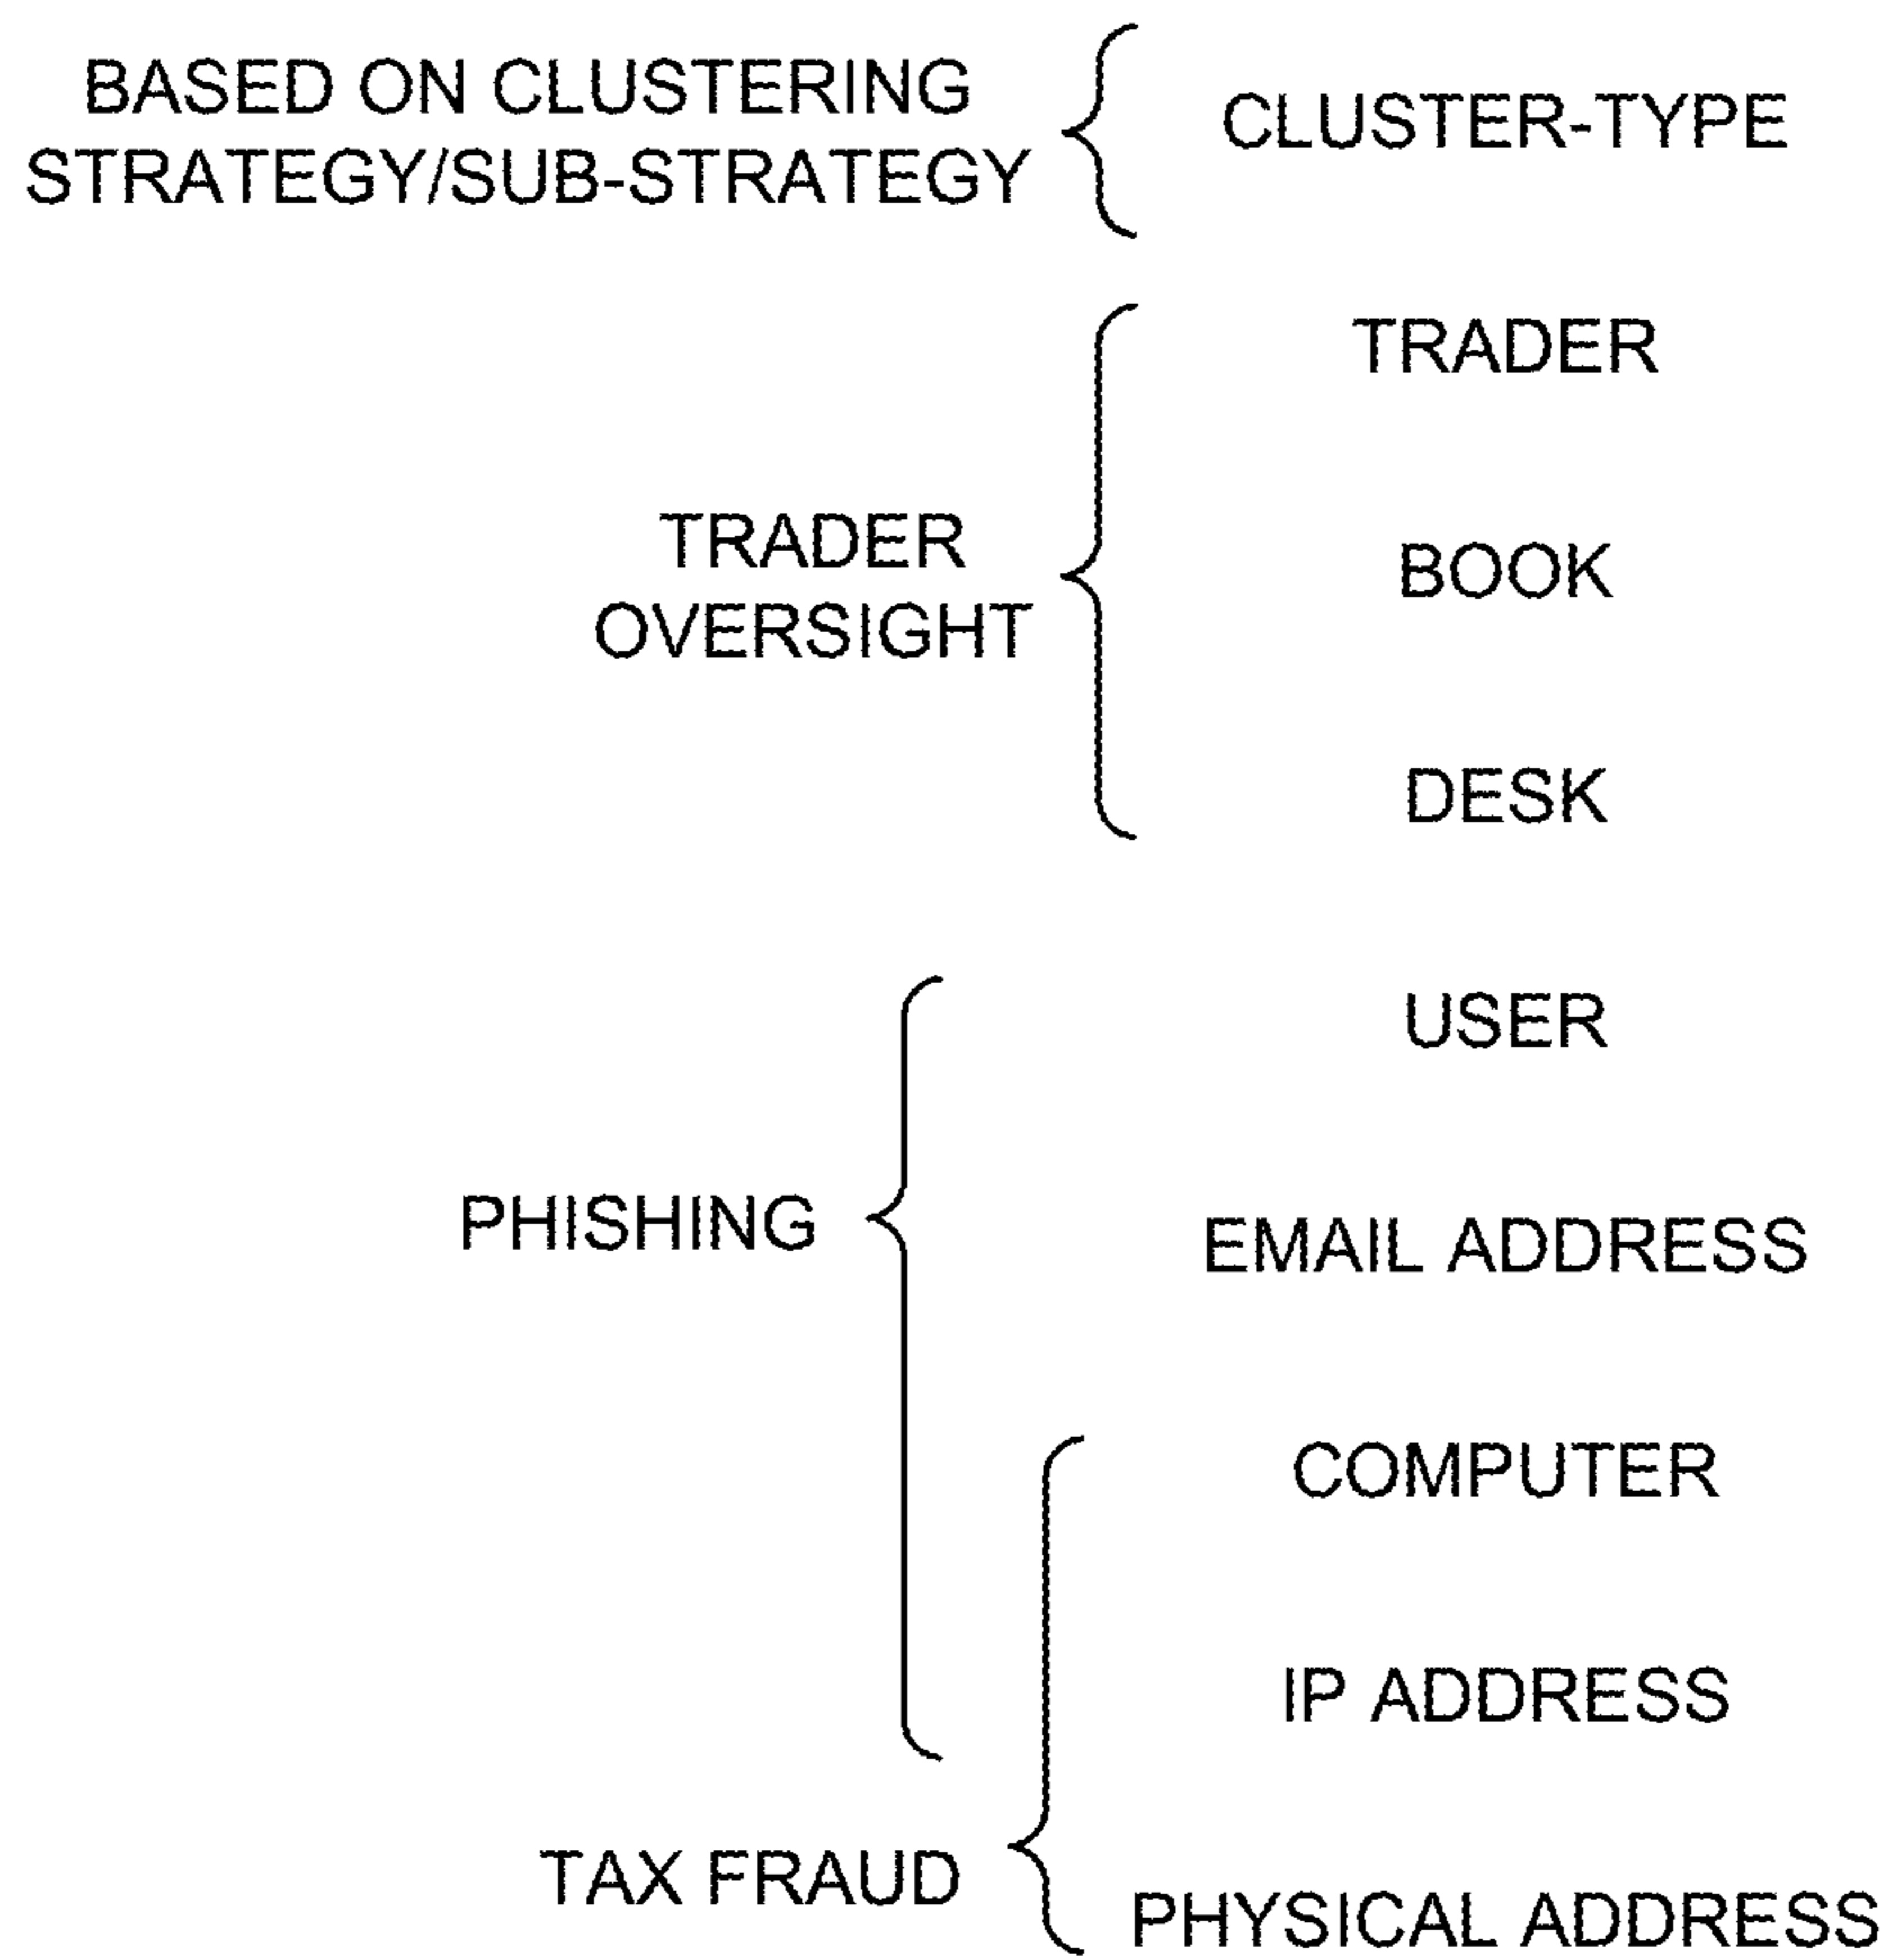 BASED ON CLUSTERING
STRATEGY/SUB-STRATEGY
CLUSTER-TYPE
TRADER
OVERSIGHT
TRADER
BOOK
DESK
PHISHING
USER
EMAIL ADDRESS
COMPUTER
IP ADDRESS
TAX FRAUD
PHYSICAL ADDRESS